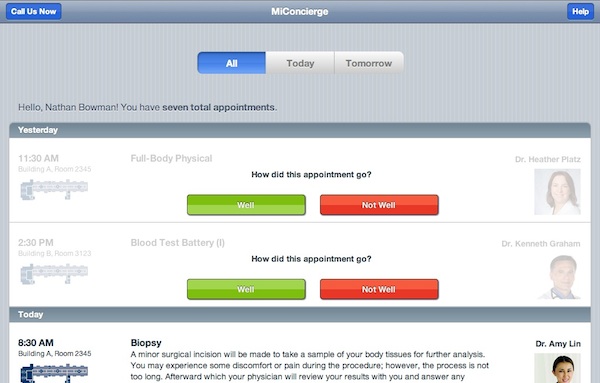 Call Us Now
MiConcierge
Help
All
Today
Tomorrow
Hello, Nathan Bowman! You have seven total appointments.
Yesterday
11:30 AM
Full-Body Physical
Dr. Heather Platz
Building A, Room 2345
How did this appointment go?
Well
Not Well
2:30 PM
Blood Test Battery (I)
Dr. Kenneth Graham
Building B, Room 3123
How did this appointment go?
Well
Not Well
Today
8:30 AM
Biopsy
Dr. Amy Lin
Building A, Room 2345
A minor surgical incision will be made to take a sample of your body tissues for further analysis.
You may experience some discomfort or pain during the procedure; however, the process is not
too long. Afterward which your physician will review your results with you and answer any